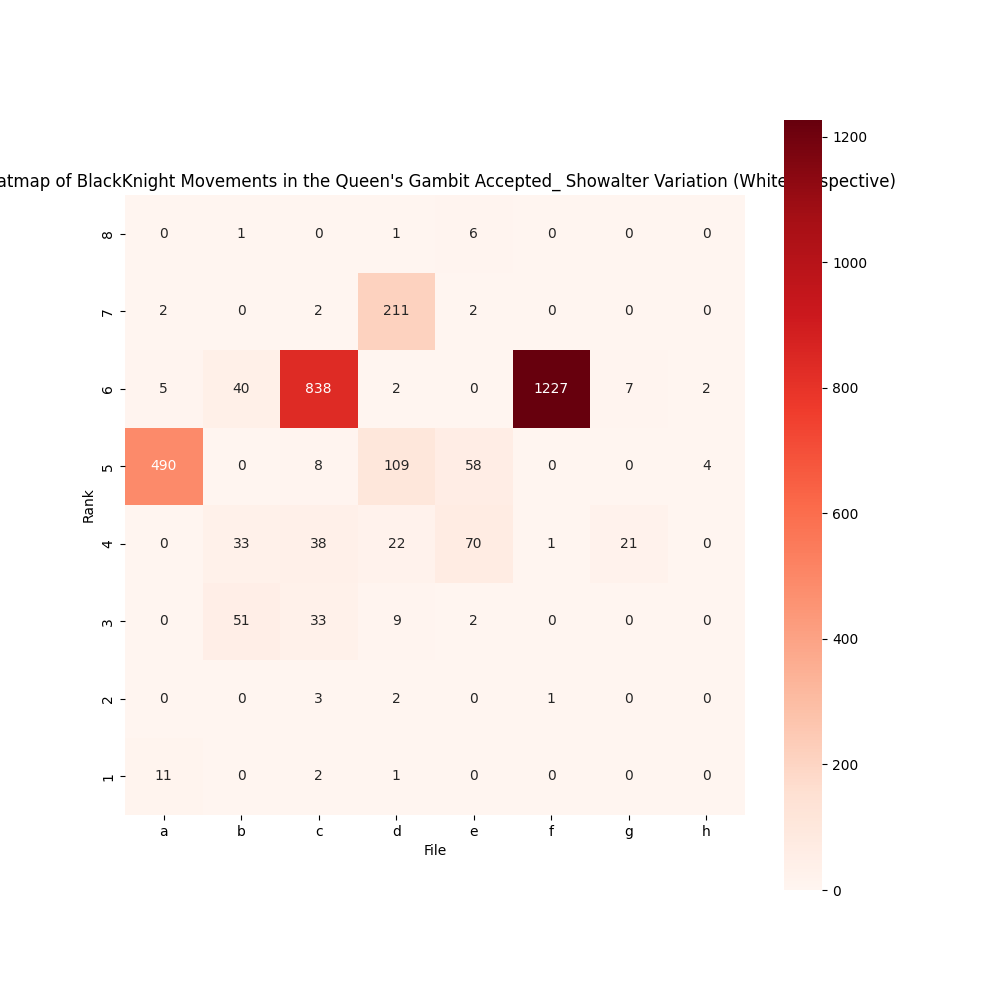 atmap of BlackKnight Movements in the Queen's Gambit Accepted_ Showalter Variation (White spective)
8 0 1 0 1 6 0 0 0
7 2 0 2 211 2 0 0 0
6 5 40 838 2 0 1227 7 2
5 490 0 8 109 58 0 0 4
4 0 33 38 22 70 1 21 0
3 0 51 33 9 2 0 0 0
2 0 0 3 2 0 1 0 0
1 11 0 2 1 0 0 0 0
a b c d e f g h
File
Rank
1200
1000
800
600
400
200
0